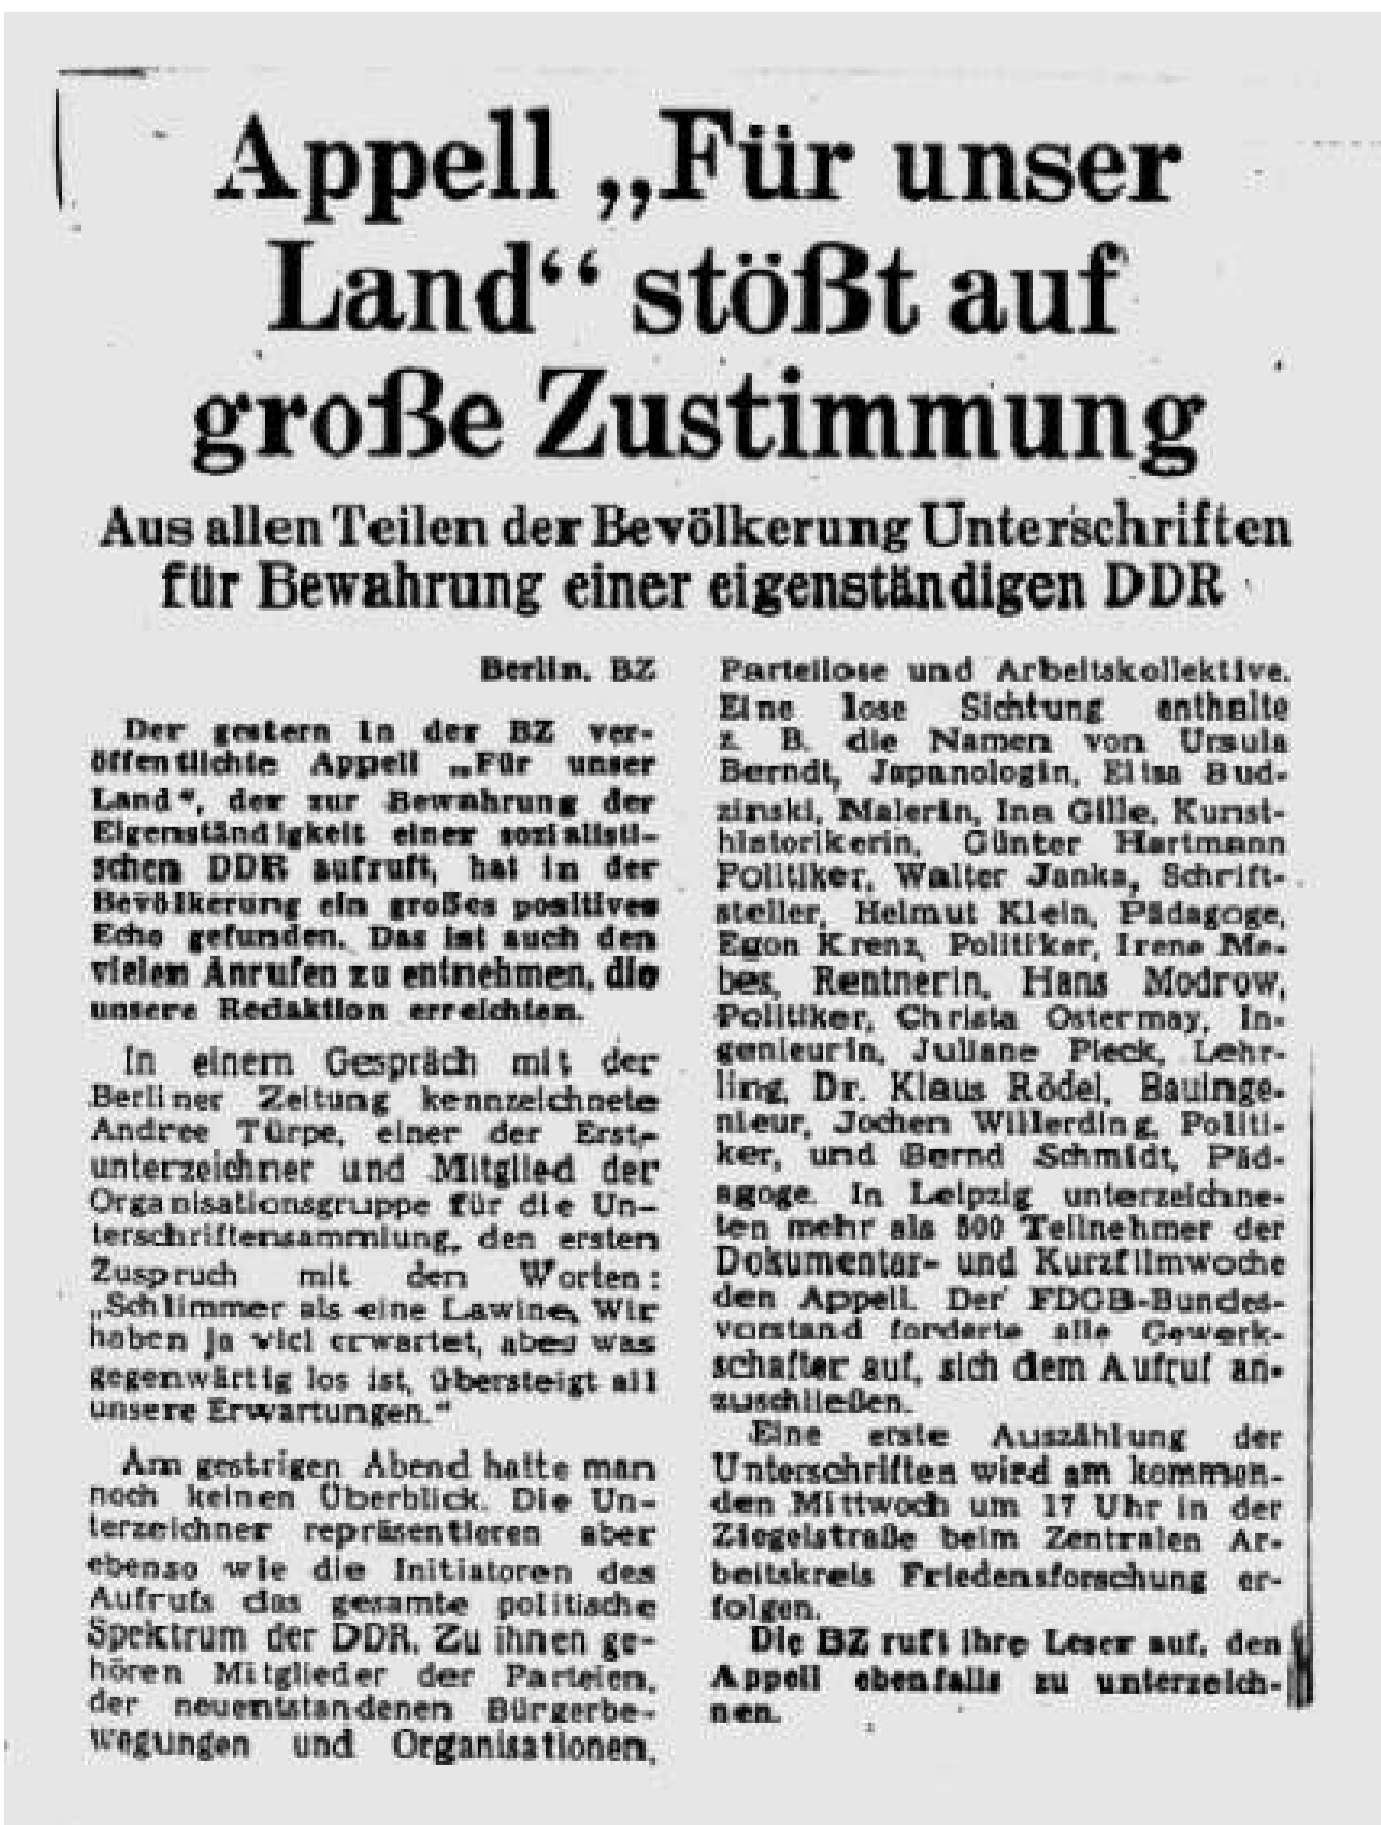 Appell „Für unser
Land“ stößt auf
große Zustimmung
Aus allen Teilen der Bevölkerung Unterschriften
für Bewahrung einer eigenständigen DDR
Berlin. BZ
Der gestern in der BZ ver-
öffentlichte Appell „Für unser
Land“, der zur Bewahrung der
Eigenständigkeit einer sozialisti-
schen DDR aufruft, hat in der
Bevölkerung ein großes positives
Echo gefunden. Das ist auch den
vielen Anrufen zu entnehmen, die
unsere Redaktion erreichten.
In einem Gespräch mit der
Berliner Zeitung kennzeichnete
Andree Türpe, einer der Erst-
unterzeichner und Mitglied der
Organisationsgruppe für die Un-
terschriftensammlung, den ersten
Zuspruch mit den Worten:
„Schlimmer als eine Lawine. Wir
haben ja viel erwartet, aber was
gegenwärtig los ist, übersteigt all
unsere Erwartungen.“
Am gestrigen Abend hatte man
noch keinen Überblick. Die Un-
terzeichner repräsentieren aber
ebenso wie die Initiatoren des
Aufrufs das gesamte politische
Spektrum der DDR. Zu ihnen ge-
hören Mitglieder der Parteien,
der neuentstandenen Bürgerbe-
wegungen und Organisationen,
Parteilose und Arbeitskollektive.
Eine lose Sichtung enthalte
z. B. die Namen von Ursula
Berndt, Japanologin, Elisa Bud-
zinski, Malerin, Ina Gille, Kunst-
historikerin, Günter Hartmann
Politiker, Walter Janka, Schrift-
steller, Helmut Klein, Pädagoge,
Egon Krenz, Politiker, Irene Me-
bes, Rentnerin, Hans Modrow,
Politiker, Christa Ostermay, In-
genieurin, Juliane Pieck, Lehr-
ling, Dr. Klaus Rödel, Bauinge-
nieur, Jochen Willerding, Politi-
ker, und Bernd Schmidt, Päd-
agoge. In Leipzig unterzeichne-
ten mehr als 500 Teilnehmer der
Dokumentar- und Kurzfilmwoche
den Appell. Der FDGB-Bundes-
vorstand forderte alle Gewerk-
schafter auf, sich dem Aufruf an-
zuschließen.
Eine erste Auszählung der
Unterschriften wird am kommen-
den Mittwoch um 17 Uhr in der
Ziegelstraße beim Zentralen Ar-
beitskreis Friedensforschung er-
folgen.
Die BZ ruft ihre Leser auf, den
Appell ebenfalls zu unterzeich-
nen.